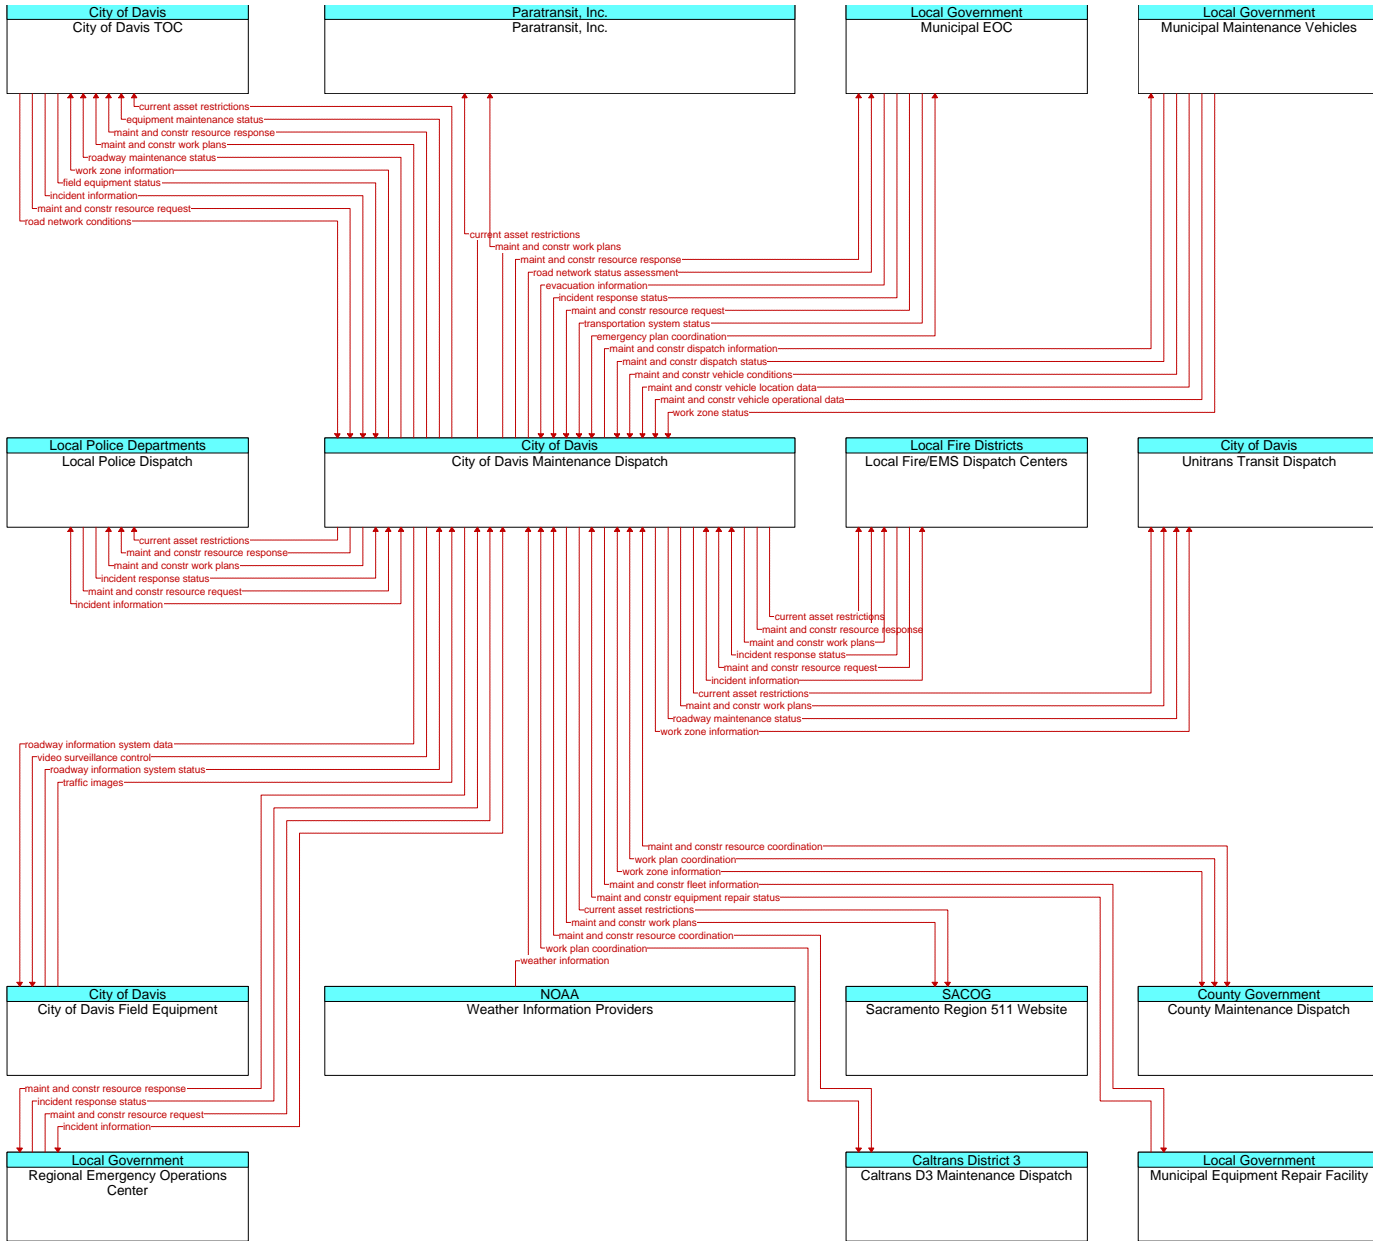 City of Davis
City of Davis TOC
Paratransit, Inc.
Paratransit, Inc.
Local Government
Municipal EOC
Local Government
Municipal Maintenance Vehicles
current asset restrictions
equipment maintenance status
maint and constr resource response
maint and constr work plans
roadway maintenance status
work zone information
field equipment status
incident information
maint and constr resource request
road network conditions
current asset restrictions
maint and constr work plans
maint and constr resource response
road network status assessment
evacuation information
incident response status
maint and constr resource request
transportation system status
emergency plan coordination
maint and constr dispatch information
maint and constr dispatch status
maint and constr vehicle conditions
maint and constr vehicle location data
maint and constr vehicle operational data
work zone status
Local Police Departments
Local Police Dispatch
City of Davis
City of Davis Maintenance Dispatch
Local Fire Districts
Local Fire/EMS Dispatch Centers
City of Davis
Unitrans Transit Dispatch
current asset restrictions
maint and constr resource response
maint and constr work plans
incident response status
maint and constr resource request
incident information
current asset restrictions
maint and constr resource response
maint and constr work plans
incident response status
maint and constr resource request
incident information
current asset restrictions
maint and constr work plans
roadway maintenance status
work zone information
roadway information system data
video surveillance control
roadway information system status
traffic images
maint and constr resource coordination
work plan coordination
work zone information
maint and constr fleet information
maint and constr equipment repair status
current asset restrictions
maint and constr work plans
maint and constr resource coordination
work plan coordination
weather information
City of Davis
City of Davis Field Equipment
NOAA
Weather Information Providers
SACOG
Sacramento Region 511 Website
County Government
County Maintenance Dispatch
maint and constr resource response
incident response status
maint and constr resource request
incident information
Local Government
Regional Emergency Operations
Center
Caltrans District 3
Caltrans D3 Maintenance Dispatch
Local Government
Municipal Equipment Repair Facility